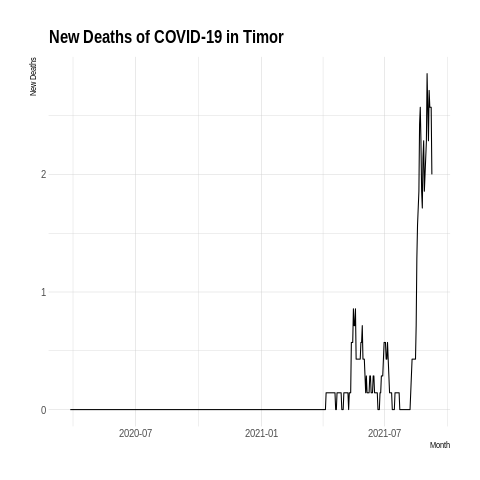 New Deaths of COVID-19 in Timor
New Deaths
2
1
0
2020-07 2021-01 2021-07
Month